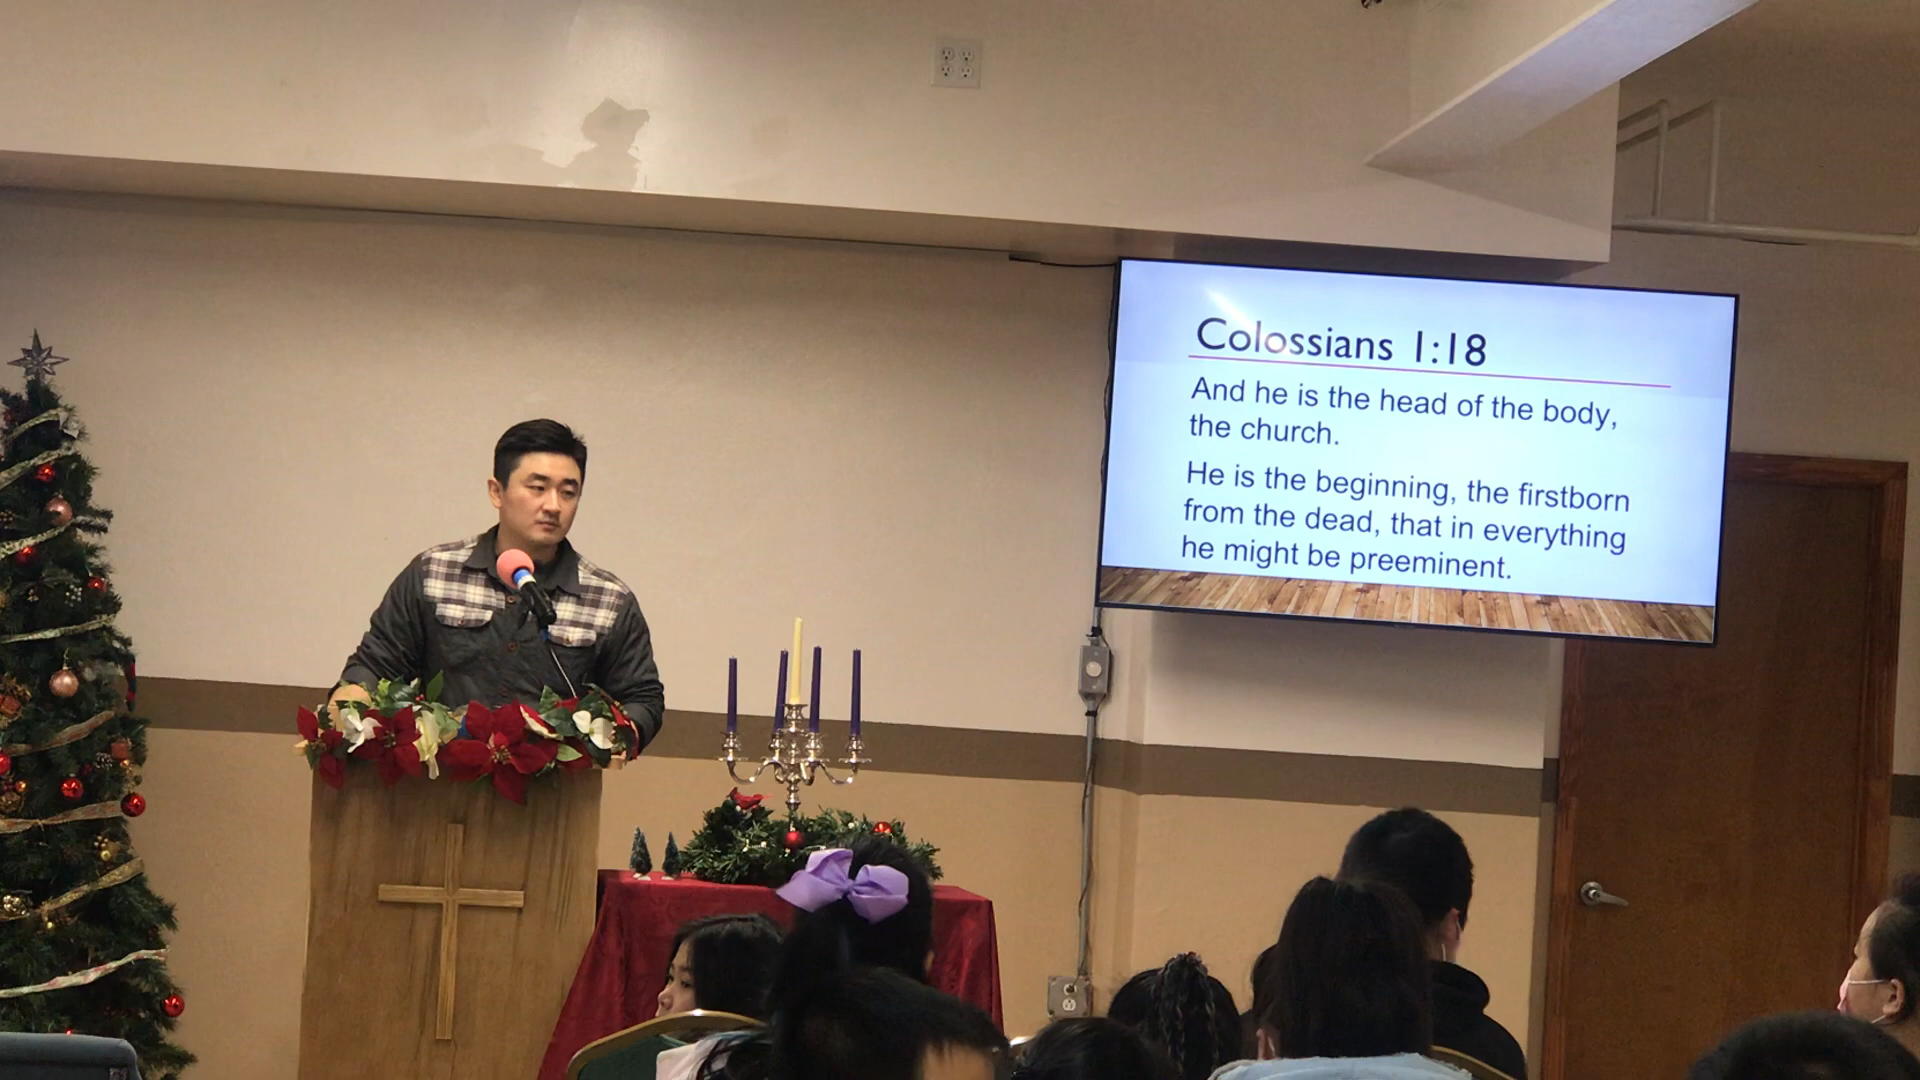 Colossians 1:18
And he is the head of the body,
the church.
He is the beginning, the firstborn
from the dead, that in everything
he might be preeminent.